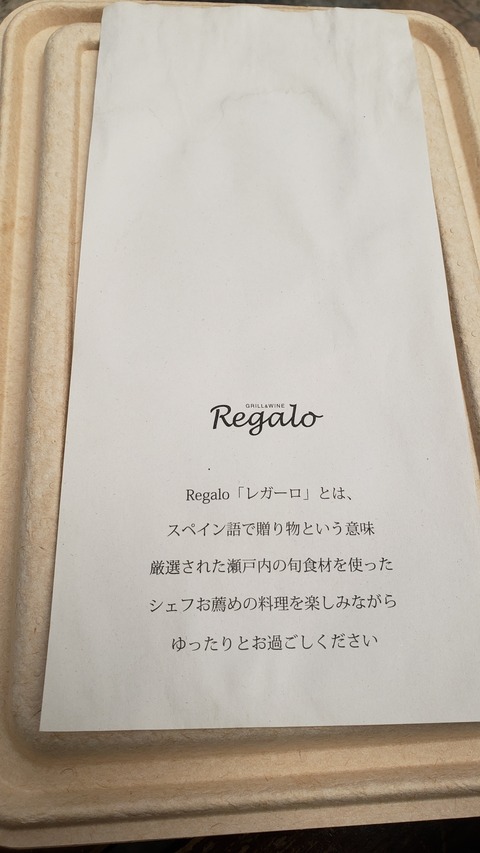 GRILL&WINE
Regalo
Regalo「レガーロ」とは、
スペイン語で贈り物という意味
厳選された瀬戸内の旬食材を使った
シェフお薦めの料理を楽しみながら
ゆったりとお過ごしください